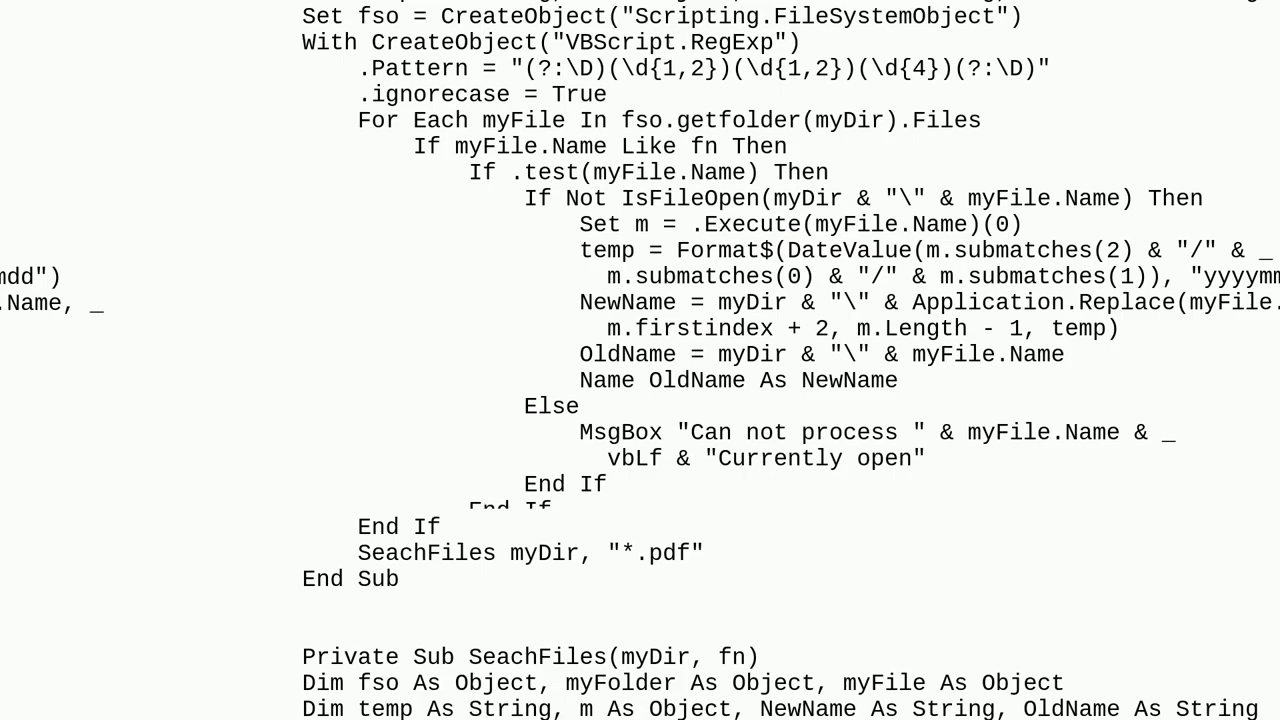 Set fso = CreateObject("Scripting.FileSystemObject")
With CreateObject("VBScript.RegExp")
.Pattern = "(?:\D)(\d{1,2})(\d{1,2})(\d{4})(?:\D)"
.ignorecase = True
For Each myFile In fso.getfolder(myDir).Files
If myFile.Name Like fn Then
If .test(myFile.Name) Then
If Not IsFileOpen(myDir & "\" & myFile.Name) Then
Set m = .Execute(myFile.Name)(0)
temp = Format$(DateValue(m.submatches(2) & "/" & _
mdd")
m.submatches(0) & "/" & m.submatches(1)), "yyyymm
.Name, _
NewName = myDir & "\" & Application.Replace(myFile.
m.firstindex + 2, m.Length - 1, temp)
OldName = myDir & "\" & myFile.Name
Name OldName As NewName
Else
MsgBox "Can not process " & myFile.Name & _
vbLf & "Currently open"
End If
End If
End If
SeachFiles myDir, "*.pdf"
End Sub
Private Sub SeachFiles(myDir, fn)
Dim fso As Object, myFolder As Object, myFile As Object
Dim temp As String, m As Object, NewName As String, OldName As String